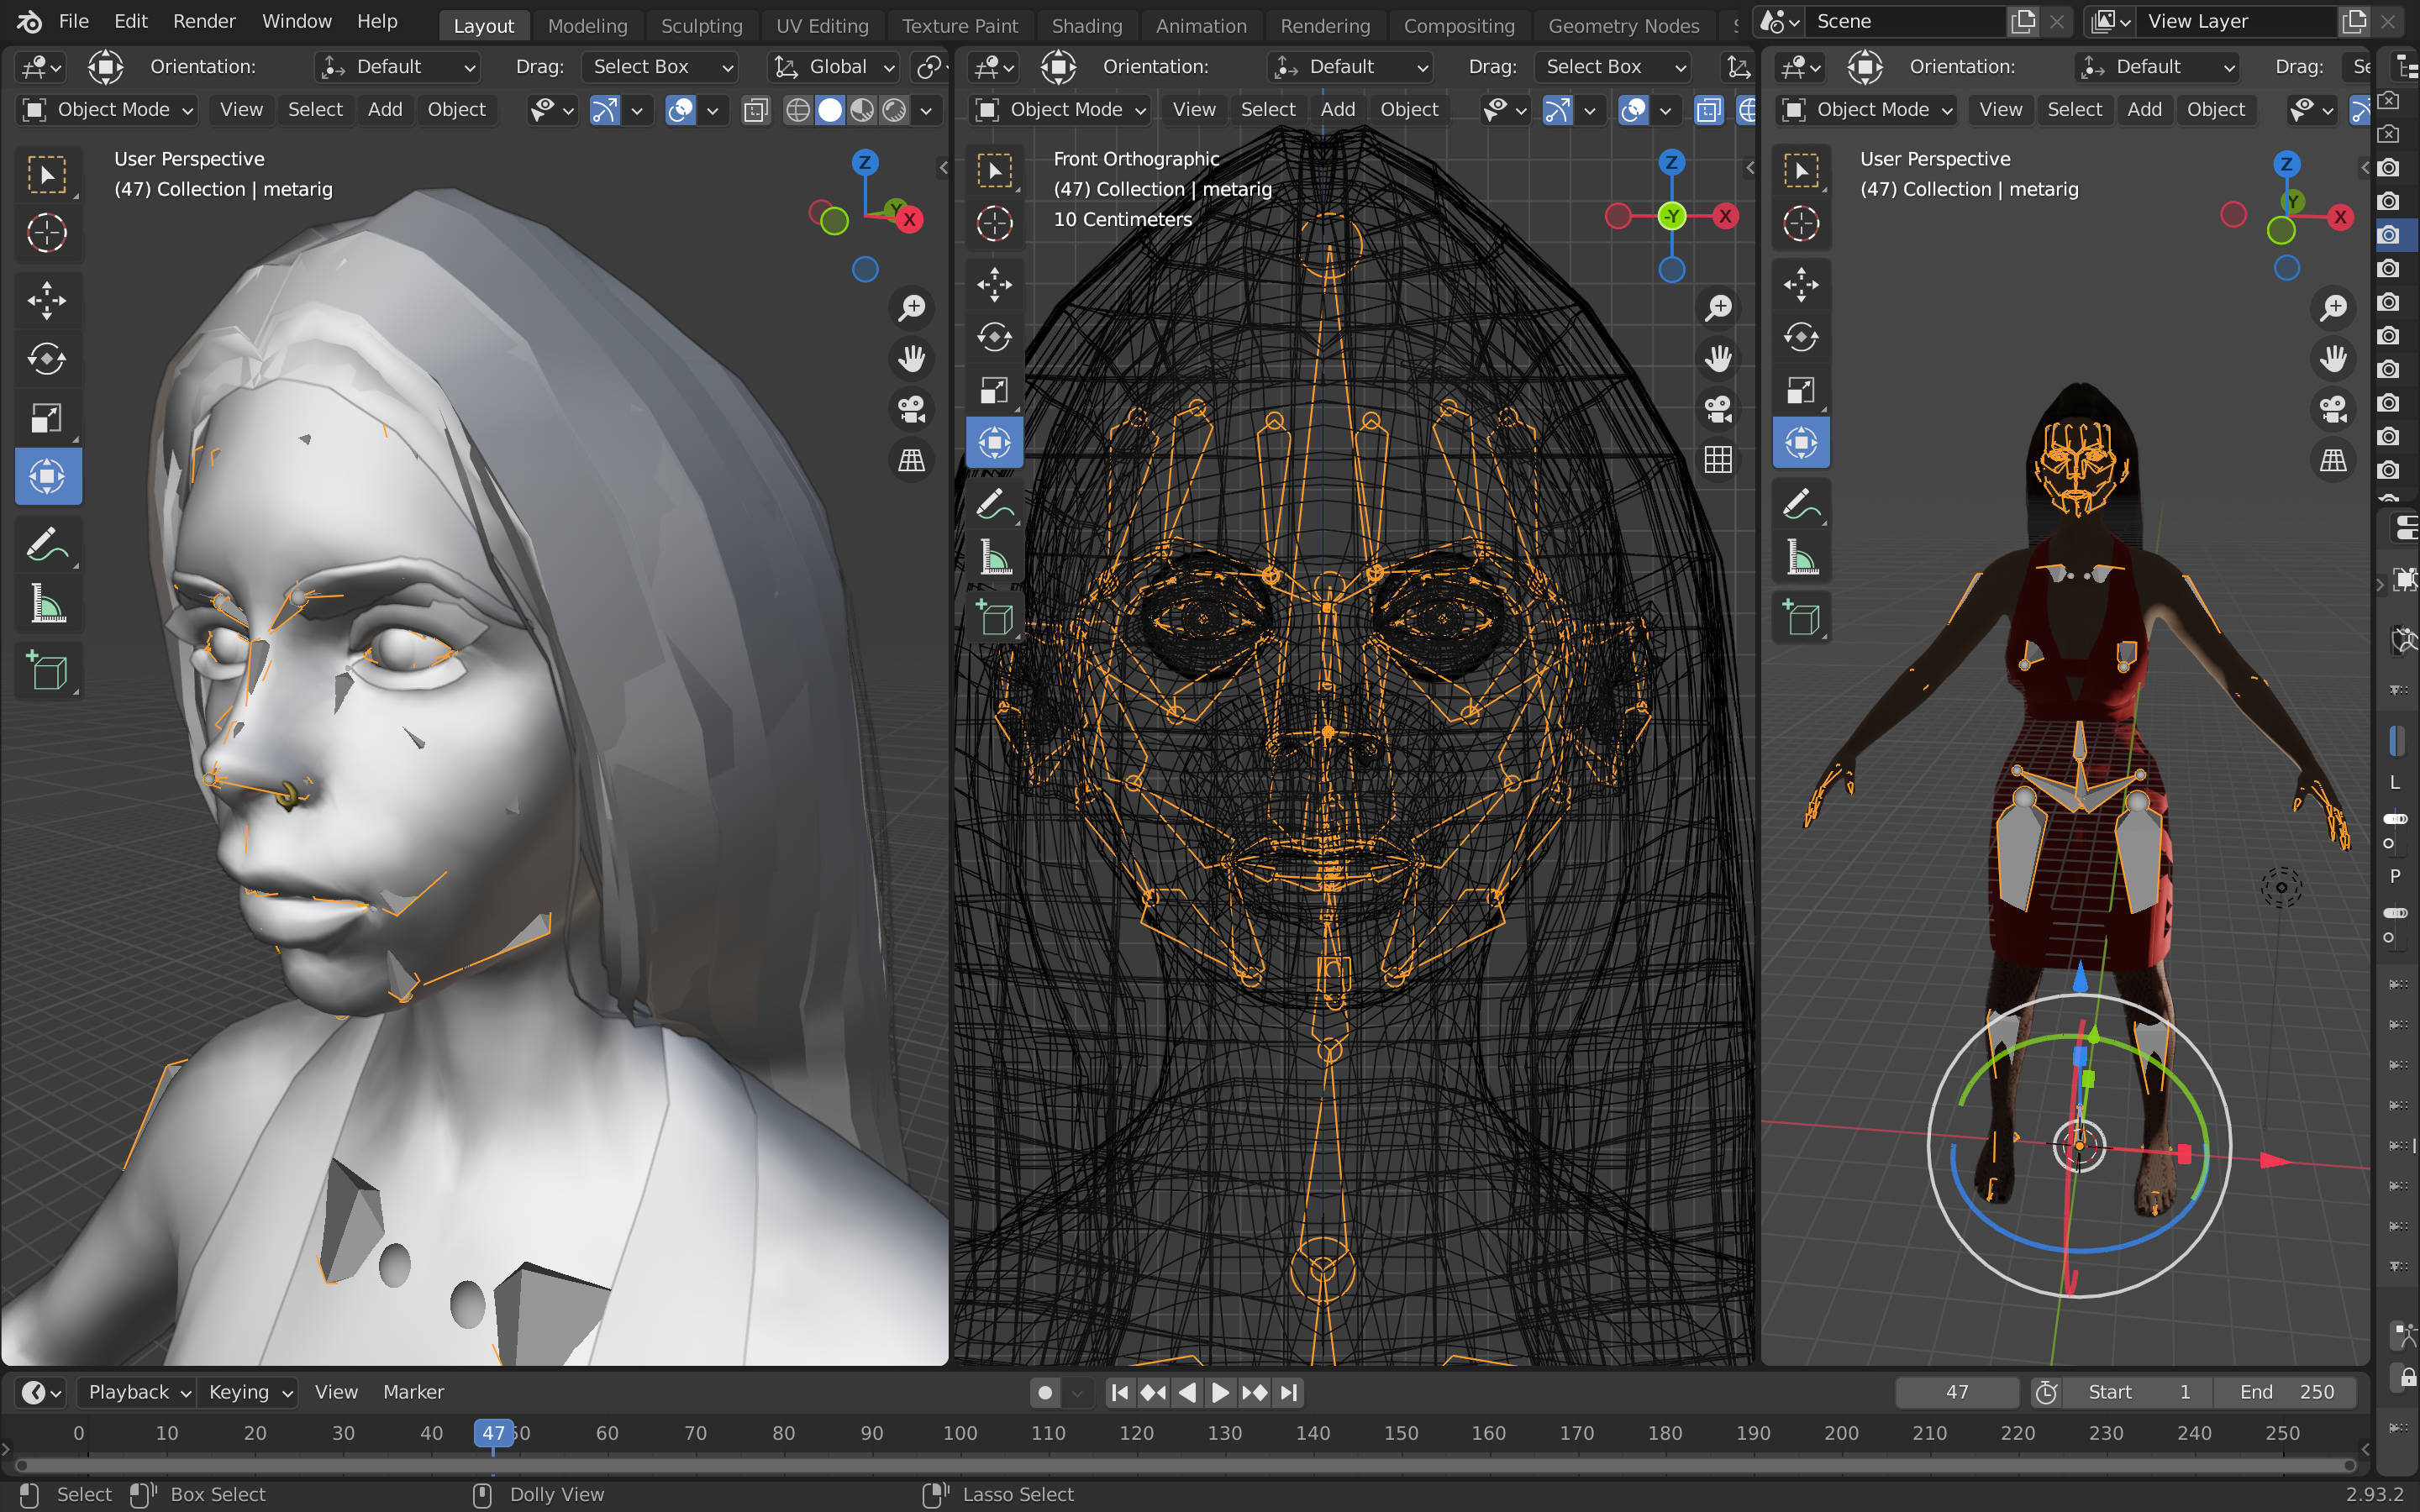 File Edit Render Window Help Layout Modeling Sculpting UV Editing Texture Paint Shading Animation Rendering Compositing Geometry Nodes Scene View Layer
Orientation: Default Drag: Select Box Global
Object Mode View Select Add Object
User Perspective
(47) Collection | metarig
Z
Y
X
Orientation: Default Drag: Select Box
Object Mode View Select Add Object
Front Orthographic
(47) Collection | metarig
10 Centimeters
Z
-Y
X
Orientation: Default Drag: Se
Object Mode View Select Add Object
User Perspective
(47) Collection | metarig
Z
Y
X
L
P
Playback Keying View Marker 47 Start 1 End 250
0 10 20 30 40 47 60 70 80 90 100 110 120 130 140 150 160 170 180 190 200 210 220 230 240 250
Select Box Select Dolly View Lasso Select 2.93.2